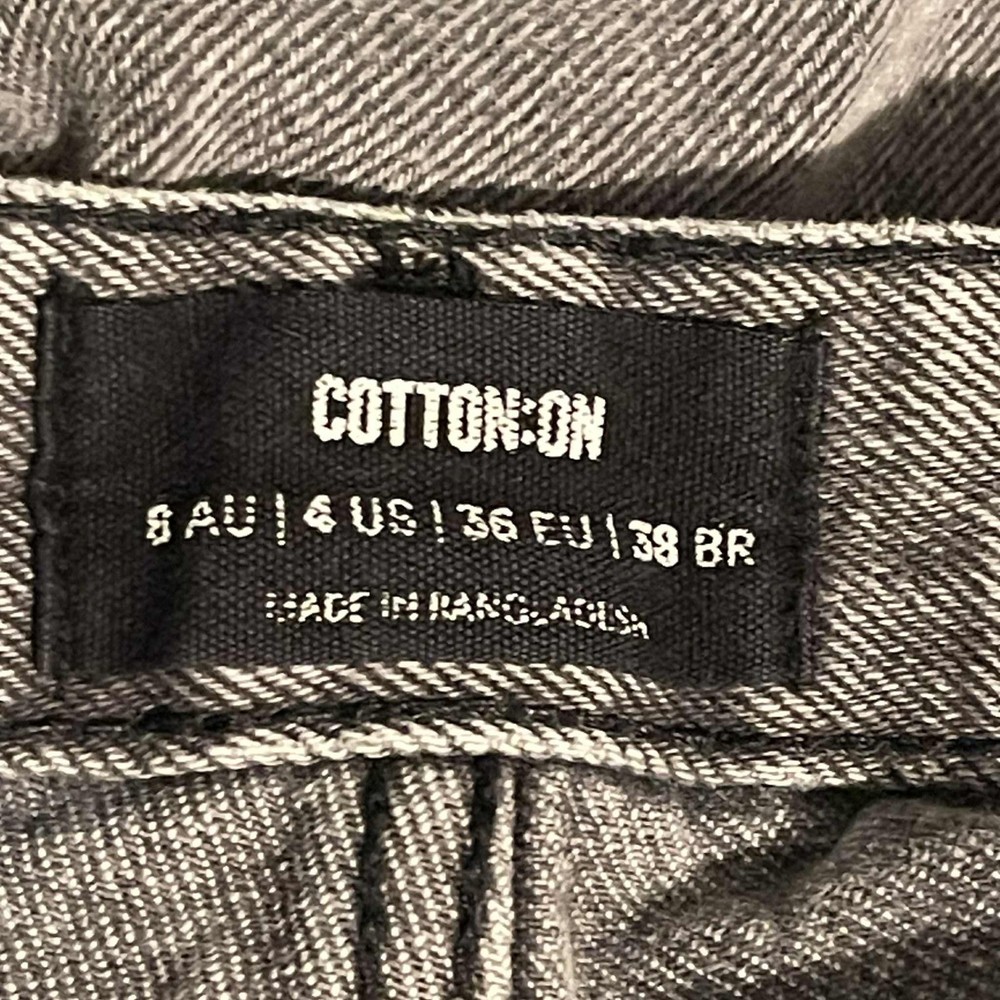 COTTON:ON
8 AU | 4 US | 36 EU | 38 BR
MADE IN BANGLADESH